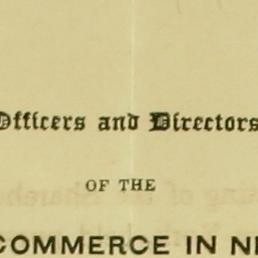 Officers and Directors
OF THE
COMMERCE IN